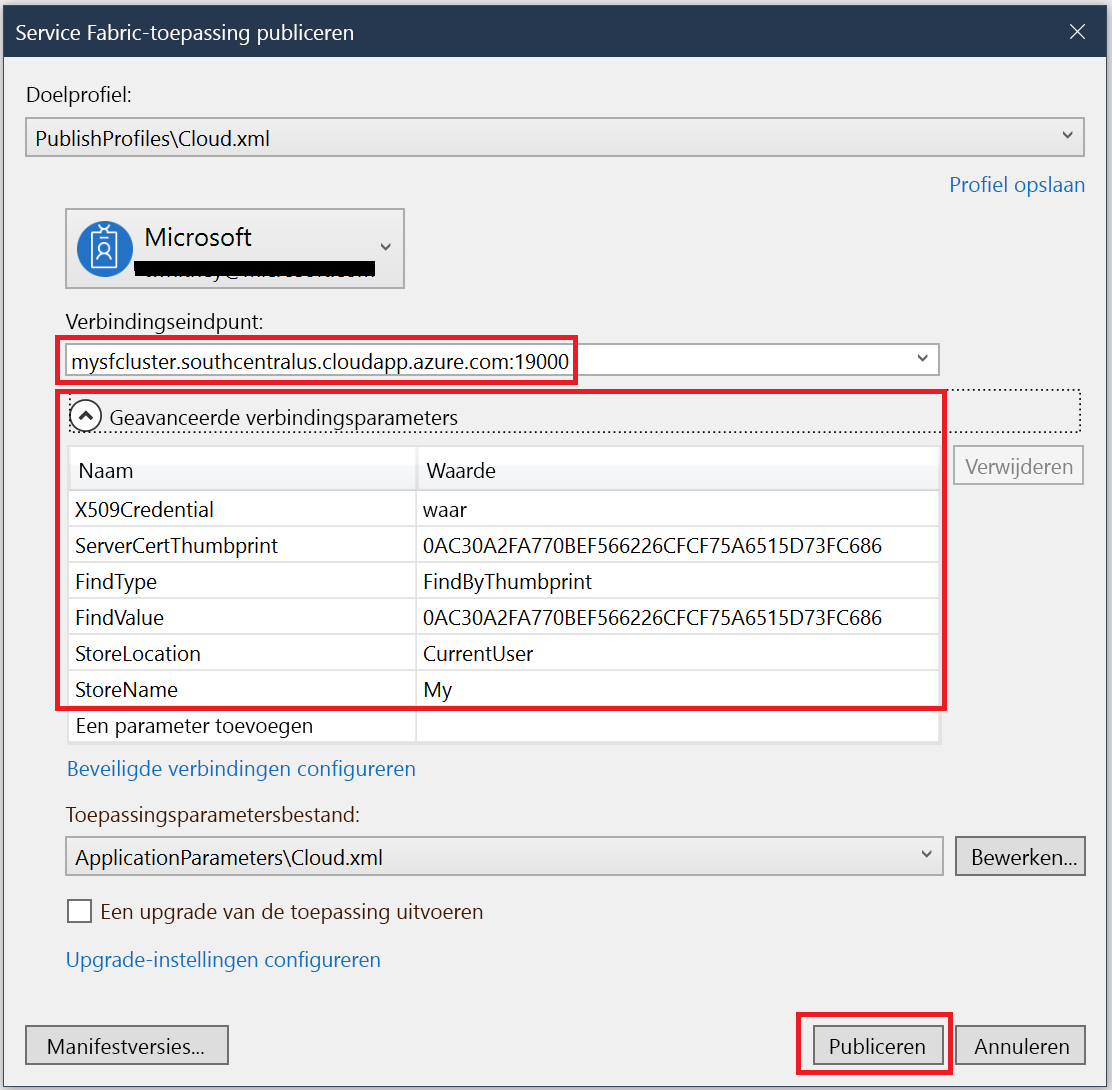 Service Fabric-toepassing publiceren
Doelprofiel:
PublishProfiles\Cloud.xml
Profiel opslaan
Microsoft
Verbindingseindpunt:
mysfcluster.southcentralus.cloudapp.azure.com:19000
Geavanceerde verbindingsparameters
Naam Waarde
Verwijderen
X509Credential waar
ServerCertThumbprint 0AC30A2FA770BEF566226CFCF75A6515D73FC686
FindType FindByThumbprint
FindValue 0AC30A2FA770BEF566226CFCF75A6515D73FC686
StoreLocation CurrentUser
StoreName My
Een parameter toevoegen
Beveiligde verbindingen configureren
Toepassingsparametersbestand:
ApplicationParameters\Cloud.xml
Bewerken...
Een upgrade van de toepassing uitvoeren
Upgrade-instellingen configureren
Manifestversies... Publiceren Annuleren